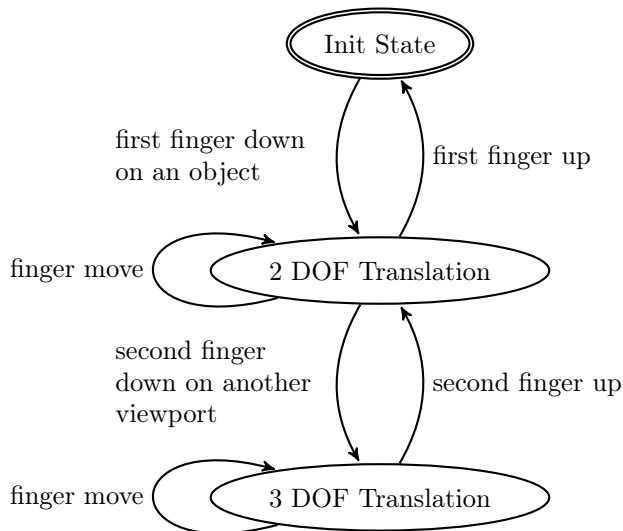 Init State
first finger down
on an object
first finger up
finger move
2 DOF Translation
second finger
down on another
viewport
second finger up
finger move
3 DOF Translation